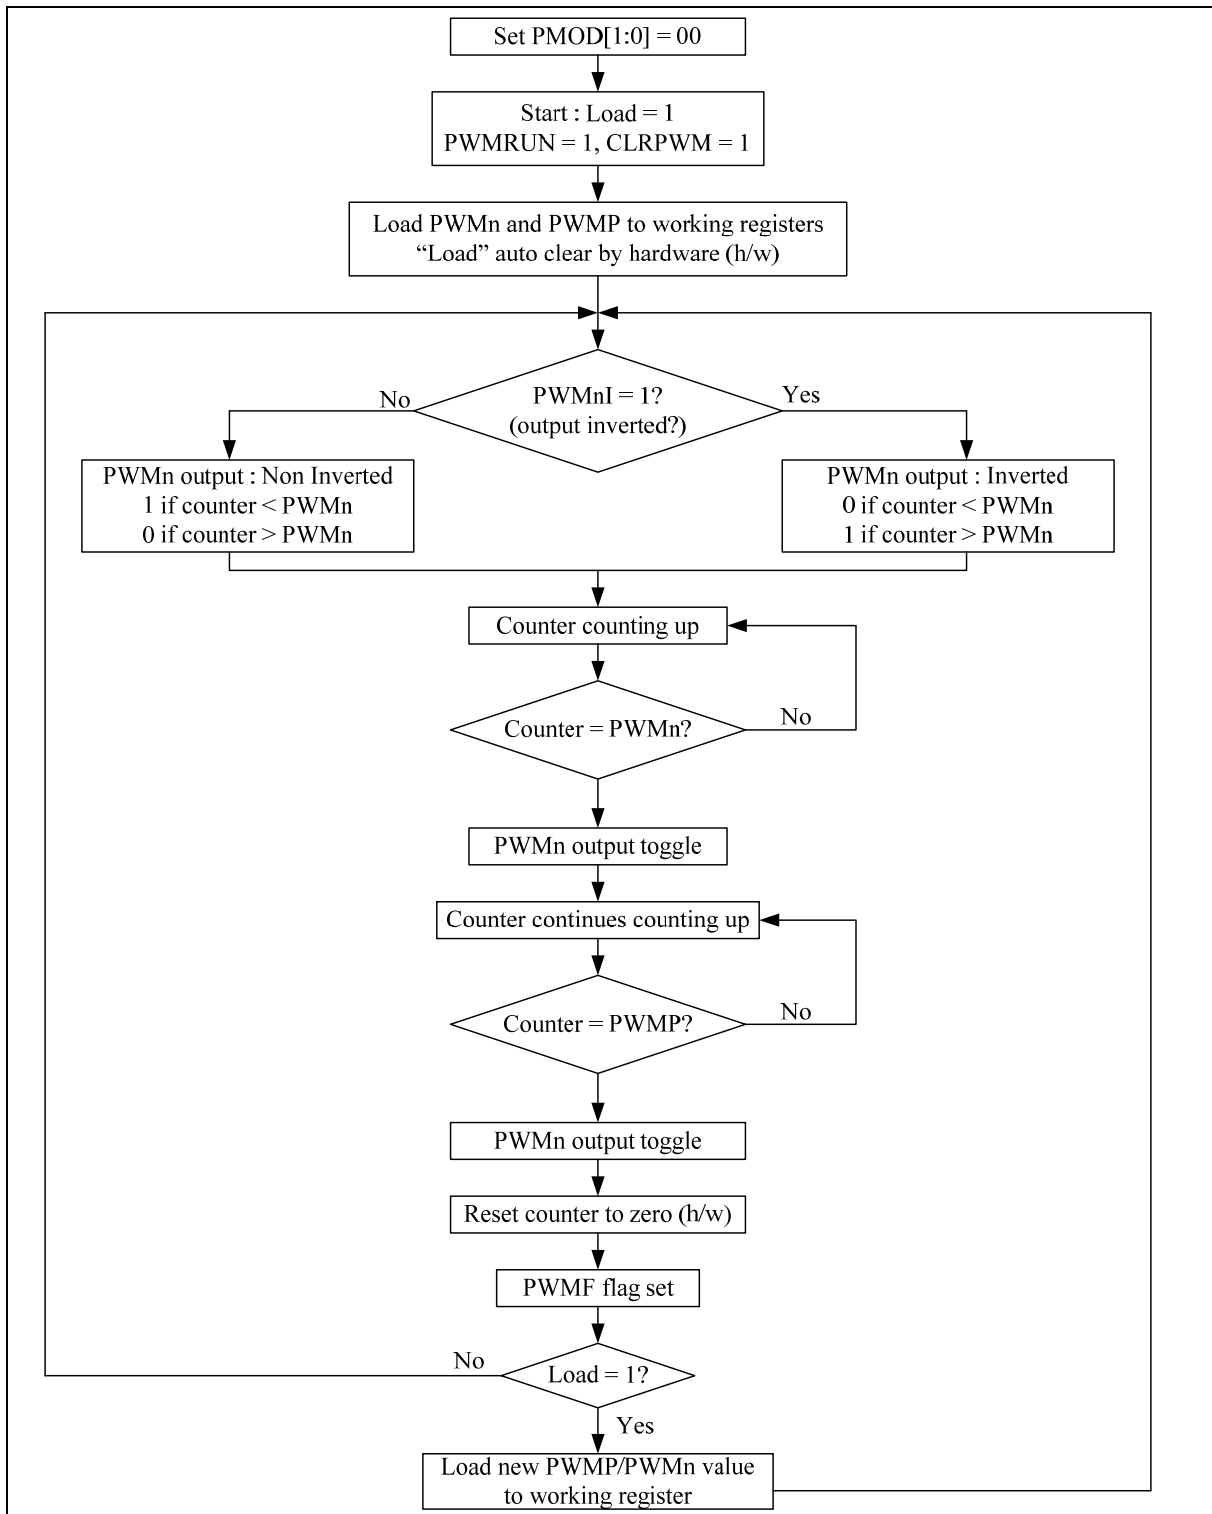 Set PMOD[1:0] = 00
Start : Load = 1
PWMRUN = 1, CLRPWM = 1
Load PWMn and PWMP to working registers
“Load” auto clear by hardware (h/w)
PWMnI = 1?
(output inverted?)
No
Yes
PWMn output : Non Inverted
1 if counter < PWMn
0 if counter > PWMn
PWMn output : Inverted
0 if counter < PWMn
1 if counter > PWMn
Counter counting up
Counter = PWMn?
No
PWMn output toggle
Counter continues counting up
Counter = PWMP?
No
PWMn output toggle
Reset counter to zero (h/w)
PWMF flag set
Load = 1?
No
Yes
Load new PWMP/PWMn value
to working register